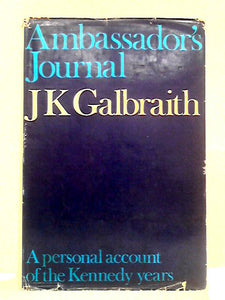 Ambassador's
Journal
J K Galbraith
A personal account
of the Kennedy years